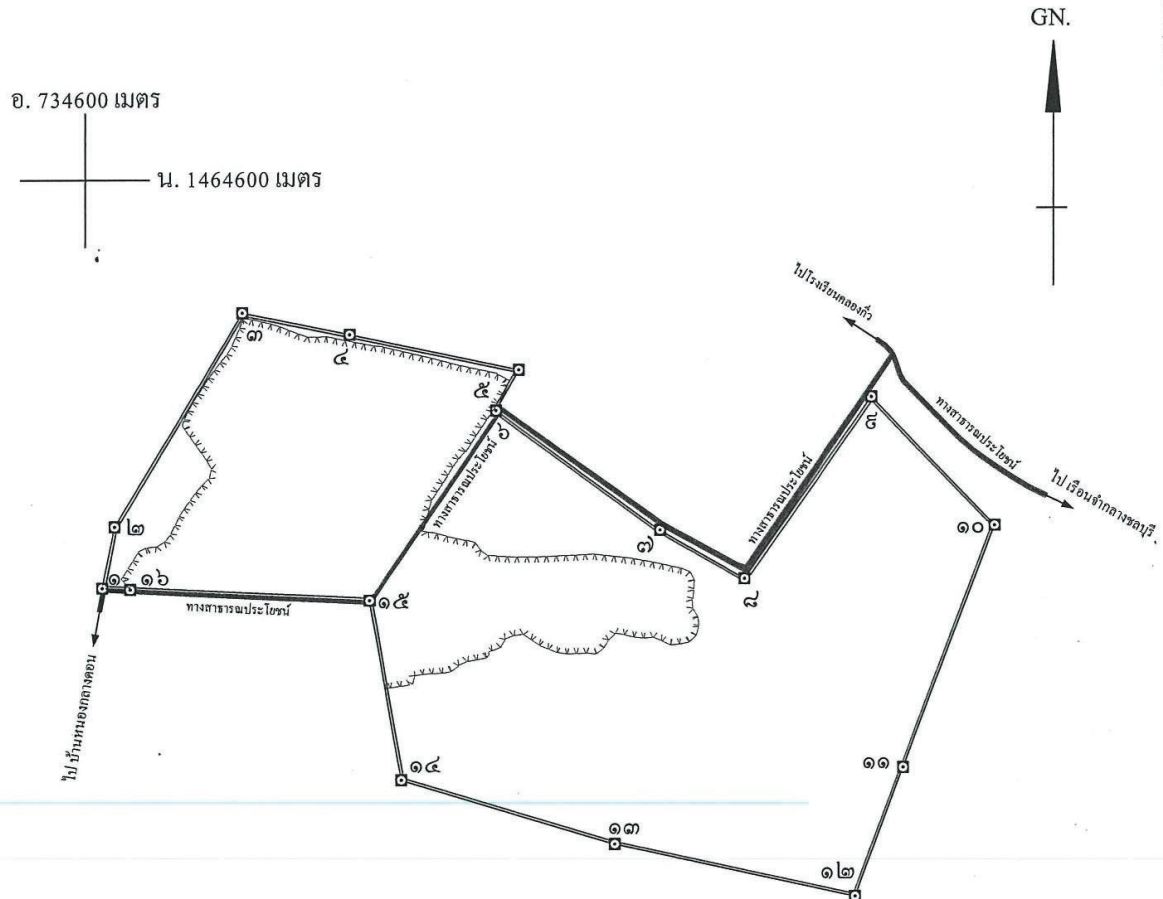 GN.
อ. 734600 เมตร
น. 1464600 เมตร
ไปโรงเรียนคลองกิ่ว
๓
๔
๕
๙
ทางสาธารณประโยชน์
๖
ทางสาธารณประโยชน์
ทางสาธารณประโยชน์
ไป เรือนจำกลางชลบุรี
๒
๗
๑๐
๘
๑
๑๖
ทางสาธารณประโยชน์
๑๕
ไป บ้านหนองกลางดอน
๑๔
๑๑
๑๓
๑๒